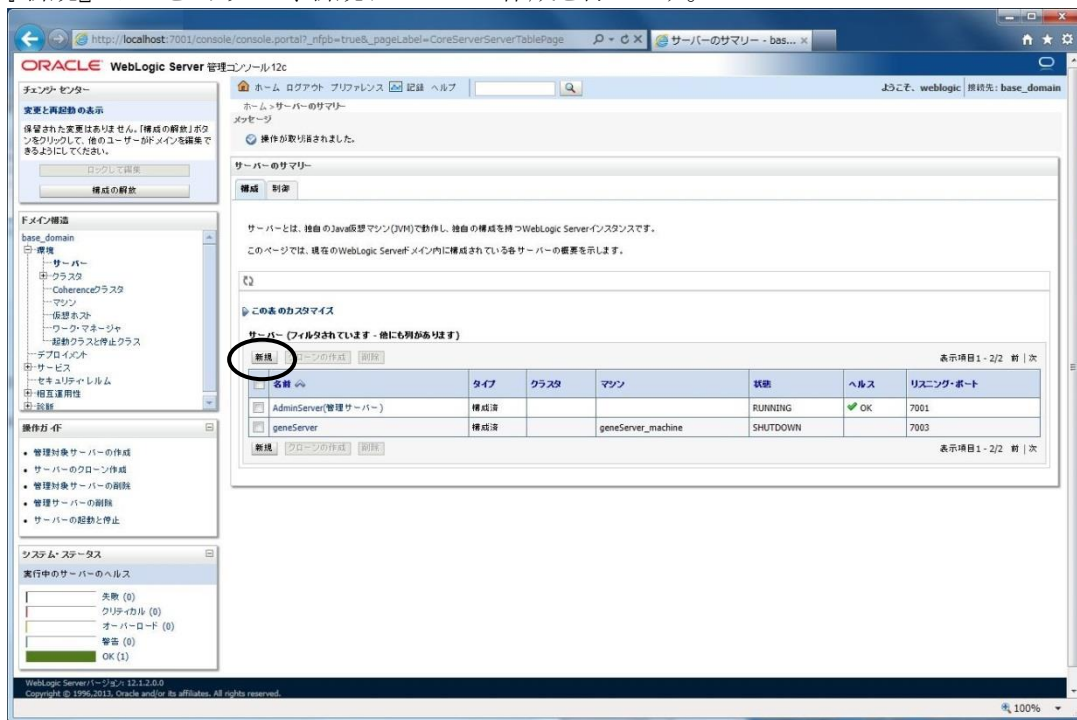 http://localhost:7001/console/console.portal?_nfpb=true&_pageLabel=CoreServerServerTablePage
サーバーのサマリー - bas...
ORACLE WebLogic Server 管理コンソール 12c
チェンジ・センター
変更と再起動の表示
保留された変更はありません。「構成の解放」ボタ
ンをクリックして、他のユーザーがドメインを編集で
きるようにしてください。
ロックして編集
構成の解放
ドメイン構造
base_domain
環境
サーバー
クラスタ
Coherenceクラスタ
マシン
仮想ホスト
ワーク・マネージャ
起動クラスと停止クラス
デプロイメント
サービス
セキュリティ・レルム
相互運用性
診断
操作ガイド
管理対象サーバーの作成
サーバーのクローン作成
管理対象サーバーの削除
管理サーバーの削除
サーバーの起動と停止
システム・ステータス
実行中のサーバーのヘルス
失敗 (0)
クリティカル (0)
オーバーロード (0)
警告 (0)
OK (1)
ホーム ログアウト プリファレンス 記録 ヘルプ
ようこそ、weblogic 接続先: base_domain
ホーム >サーバーのサマリー
メッセージ
操作が取り消されました。
サーバーのサマリー
構成 制御
サーバーとは、独自のJava仮想マシン(JVM)で動作し、独自の構成を持つWebLogic Serverインスタンスです。
このページでは、現在のWebLogic Serverドメイン内に構成されている各サーバーの概要を示します。
この表のカスタマイズ
サーバー (フィルタされています - 他にも列があります)
新規 クローンの作成 削除 表示項目1 - 2/2 前 | 次
名前 タイプ クラスタ マシン 状態 ヘルス リスニング・ポート
AdminServer(管理サーバー) 構成済 RUNNING OK 7001
geneServer 構成済 geneServer_machine SHUTDOWN 7003
新規 クローンの作成 削除 表示項目1 - 2/2 前 | 次
WebLogic Serverバージョン: 12.1.2.0.0
Copyright © 1996,2013, Oracle and/or its affiliates. All rights reserved.
100%